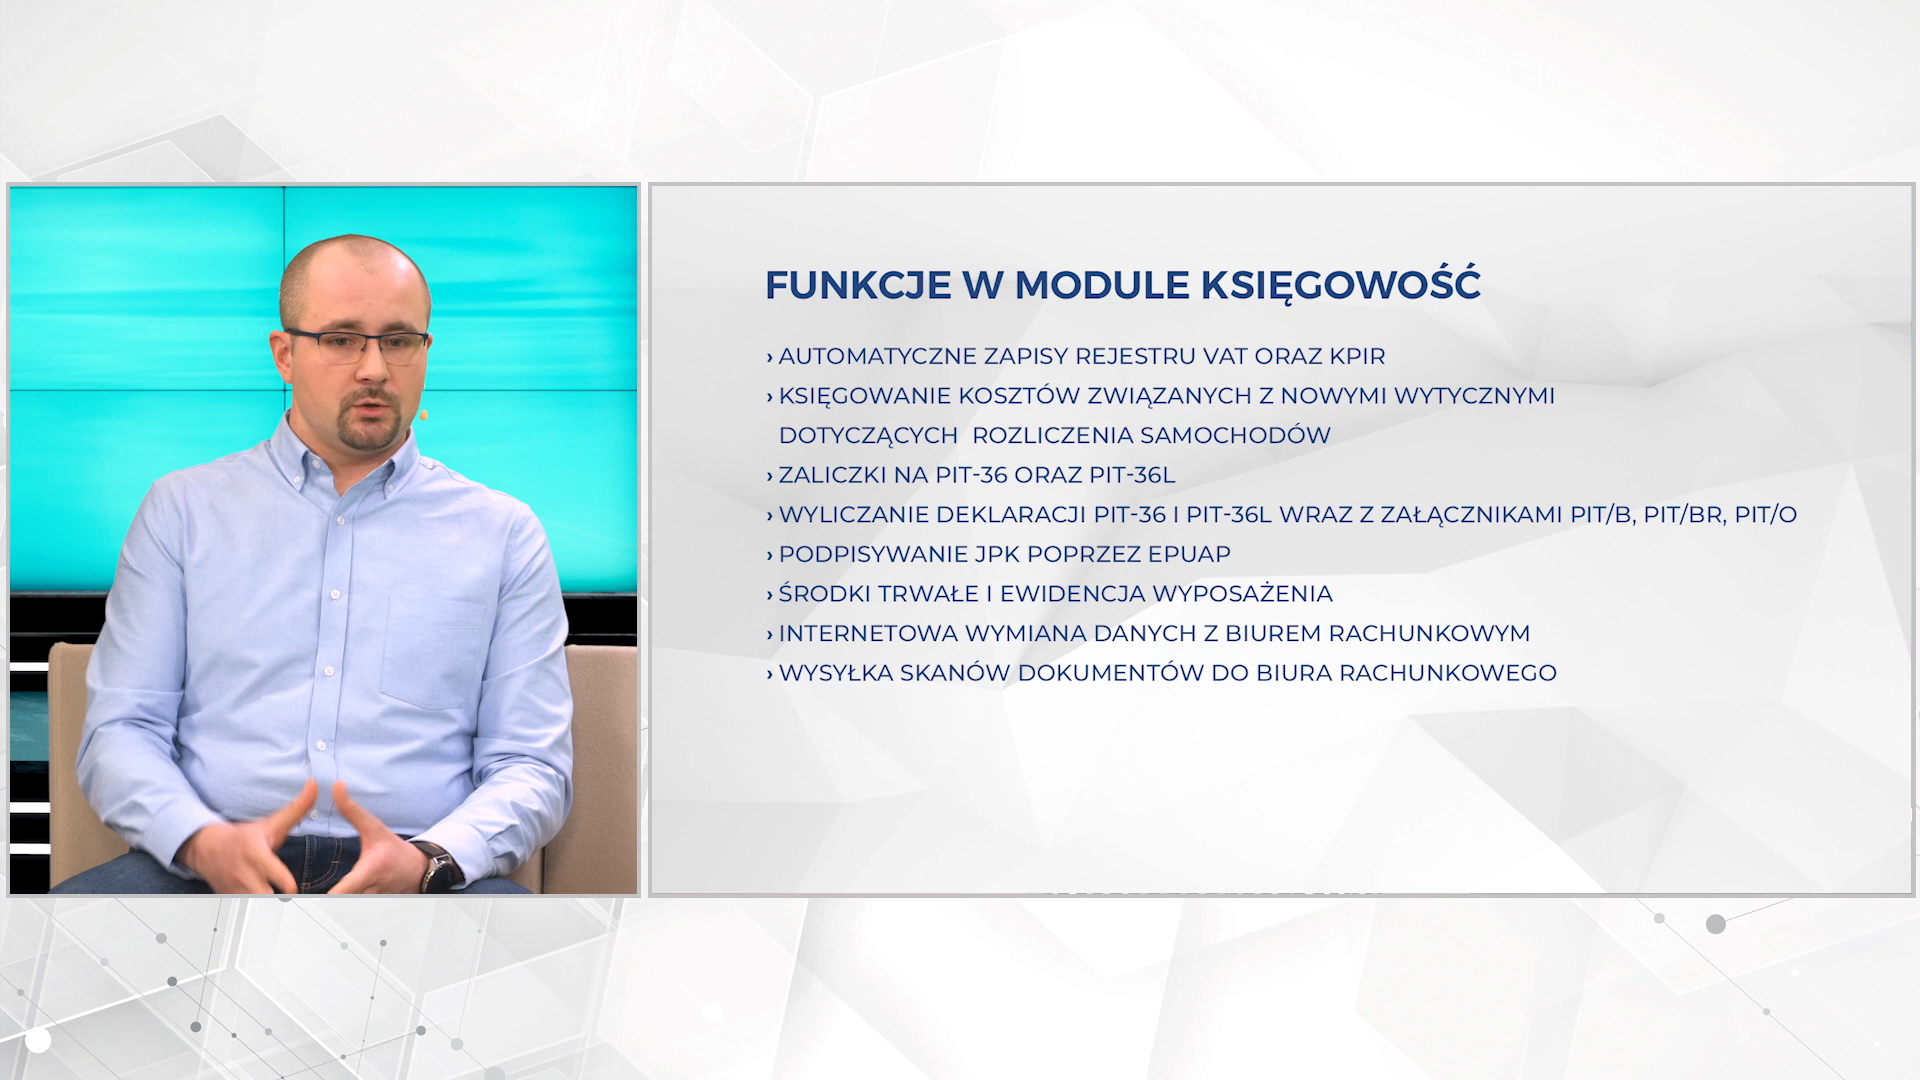 FUNKCJE W MODULE KSIĘGOWOŚĆ
› AUTOMATYCZNE ZAPISY REJESTRU VAT ORAZ KPIR
› KSIĘGOWANIE KOSZTÓW ZWIĄZANYCH Z NOWYMI WYTYCZNYMI
DOTYCZĄCYCH ROZLICZENIA SAMOCHODÓW
› ZALICZKI NA PIT-36 ORAZ PIT-36L
› WYLICZANIE DEKLARACJI PIT-36 I PIT-36L WRAZ Z ZAŁĄCZNIKAMI PIT/B, PIT/BR, PIT/O
› PODPISYWANIE JPK POPRZEZ EPUAP
› ŚRODKI TRWAŁE I EWIDENCJA WYPOSAŻENIA
› INTERNETOWA WYMIANA DANYCH Z BIUREM RACHUNKOWYM
› WYSYŁKA SKANÓW DOKUMENTÓW DO BIURA RACHUNKOWEGO